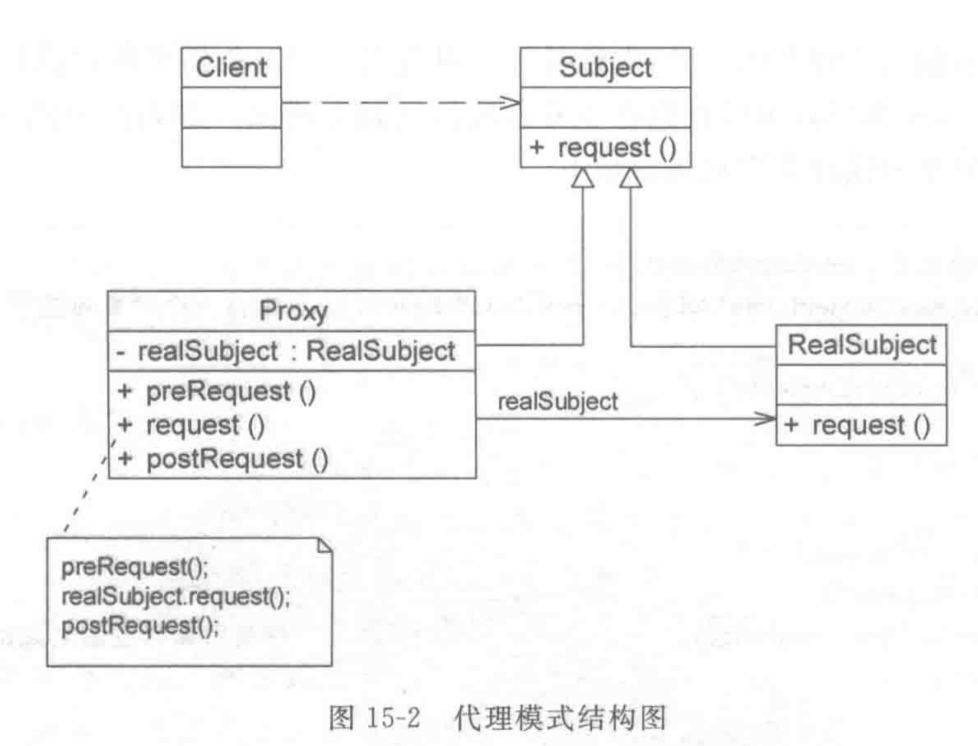 Client
Subject
+ request ()
Proxy
- realSubject : RealSubject
+ preRequest ()
+ request ()
+ postRequest ()
realSubject
RealSubject
+ request ()
preRequest();
realSubject.request();
postRequest();
图 15-2 代理模式结构图